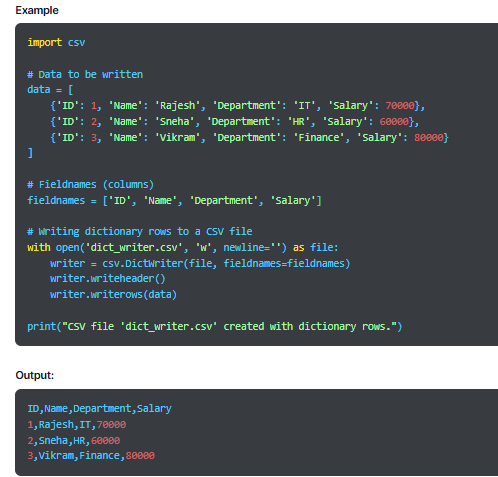 Example
import csv
# Data to be written
data = [
    {'ID': 1, 'Name': 'Rajesh', 'Department': 'IT', 'Salary': 70000},
    {'ID': 2, 'Name': 'Sneha', 'Department': 'HR', 'Salary': 60000},
    {'ID': 3, 'Name': 'Vikram', 'Department': 'Finance', 'Salary': 80000}
]
# Fieldnames (columns)
fieldnames = ['ID', 'Name', 'Department', 'Salary']
# Writing dictionary rows to a CSV file
with open('dict_writer.csv', 'w', newline='') as file:
    writer = csv.DictWriter(file, fieldnames=fieldnames)
    writer.writeheader()
    writer.writerows(data)
print("CSV file 'dict_writer.csv' created with dictionary rows.")
Output:
ID,Name,Department,Salary
1,Rajesh,IT,70000
2,Sneha,HR,60000
3,Vikram,Finance,80000